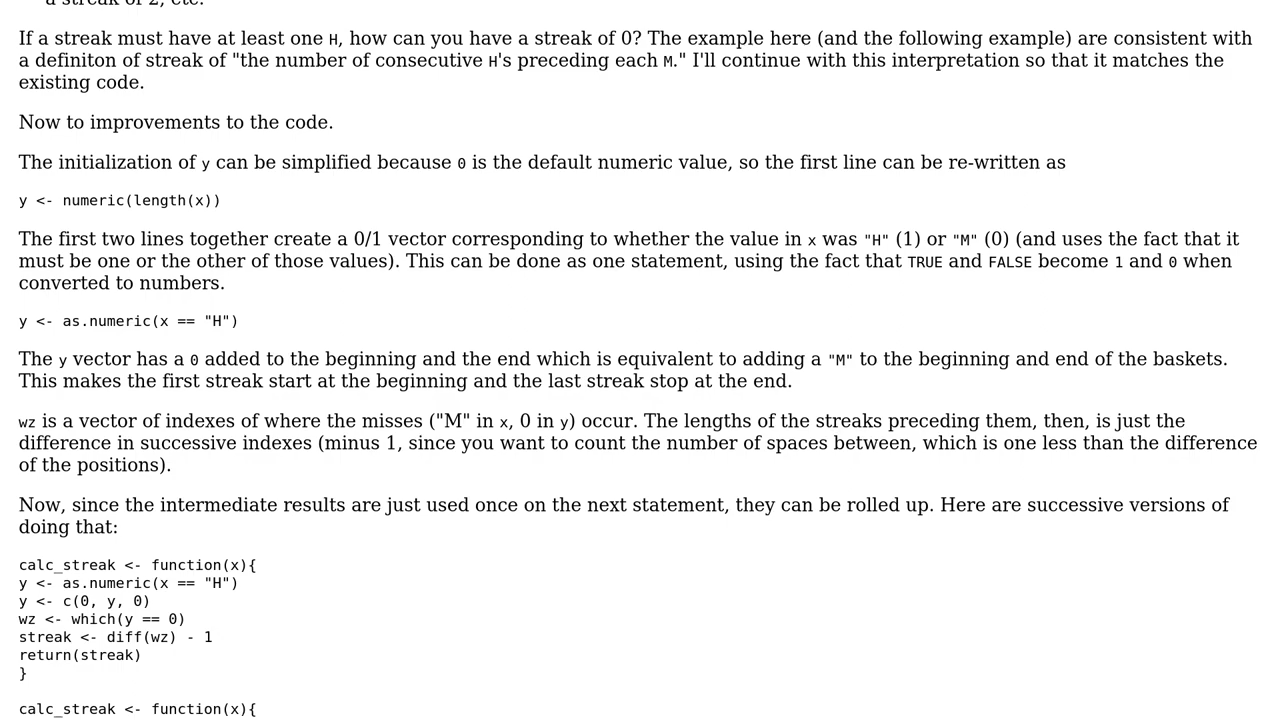 a streak of 2, etc.
If a streak must have at least one H, how can you have a streak of 0? The example here (and the following example) are consistent with
a definiton of streak of "the number of consecutive H's preceding each M." I'll continue with this interpretation so that it matches the
existing code.
Now to improvements to the code.
The initialization of y can be simplified because 0 is the default numeric value, so the first line can be re-written as
y <- numeric(length(x))
The first two lines together create a 0/1 vector corresponding to whether the value in x was "H" (1) or "M" (0) (and uses the fact that it
must be one or the other of those values). This can be done as one statement, using the fact that TRUE and FALSE become 1 and 0 when
converted to numbers.
y <- as.numeric(x == "H")
The y vector has a 0 added to the beginning and the end which is equivalent to adding a "M" to the beginning and end of the baskets.
This makes the first streak start at the beginning and the last streak stop at the end.
wz is a vector of indexes of where the misses ("M" in x, 0 in y) occur. The lengths of the streaks preceding them, then, is just the
difference in successive indexes (minus 1, since you want to count the number of spaces between, which is one less than the difference
of the positions).
Now, since the intermediate results are just used once on the next statement, they can be rolled up. Here are successive versions of
doing that:
calc_streak <- function(x){
y <- as.numeric(x == "H")
y <- c(0, y, 0)
wz <- which(y == 0)
streak <- diff(wz) - 1
return(streak)
}
calc_streak <- function(x){